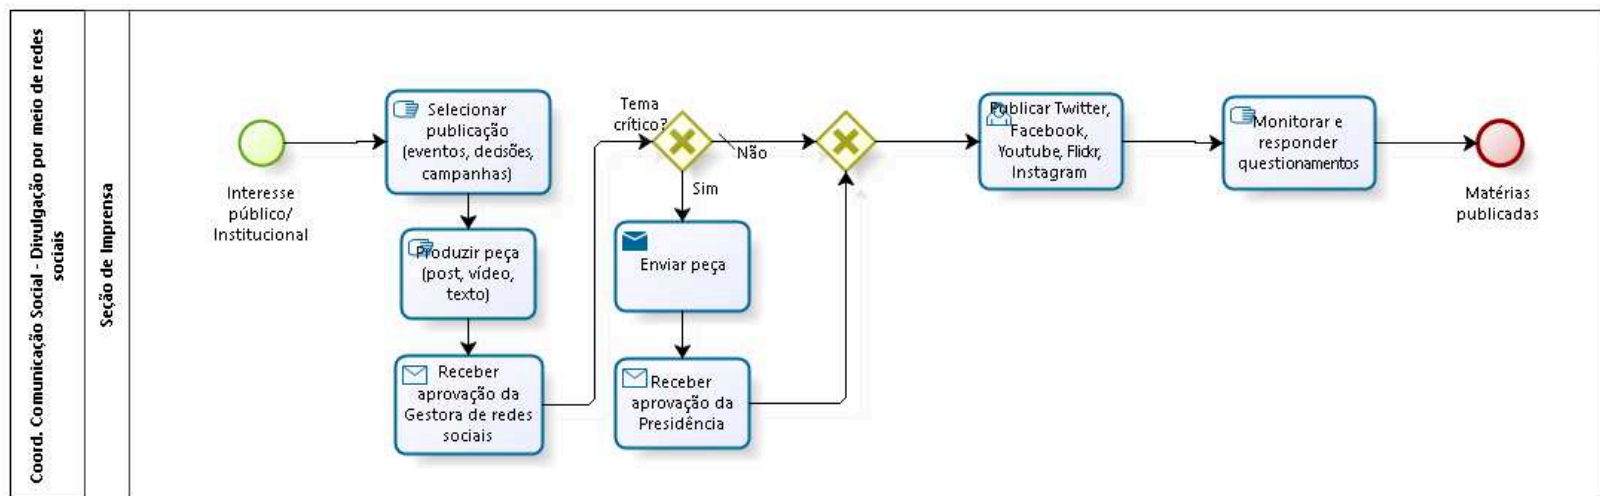 Coord. Comunicação Social - Divulgação por meio de redes
sociais
Seção de Imprensa
Interesse
público/
Institucional
Selecionar
publicação
(eventos, decisões,
campanhas)
Produzir peça
(post, vídeo,
texto)
Receber
aprovação da
Gestora de redes
sociais
Tema
crítico?
Não
Sim
Enviar peça
Receber
aprovação da
Presidência
Publicar Twitter,
Facebook,
Youtube, Flickr,
Instagram
Monitorar e
responder
questionamentos
Matérias
publicadas